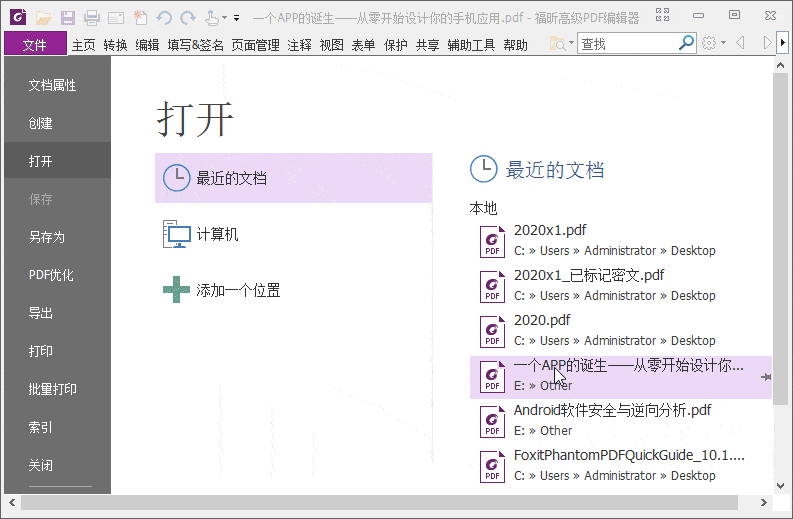 一个APP的诞生——从零开始设计你的手机应用.pdf - 福昕高级PDF编辑器
文件 主页 转换 编辑 填写&签名 页面管理 注释 视图 表单 保护 共享 辅助工具 帮助 查找
文档属性
创建
打开
保存
另存为
PDF优化
导出
打印
批量打印
索引
关闭
打开
最近的文档
计算机
添加一个位置
最近的文档
本地
2020x1.pdf
C: » Users » Administrator » Desktop
2020x1_已标记密文.pdf
C: » Users » Administrator » Desktop
2020.pdf
C: » Users » Administrator » Desktop
一个APP的诞生——从零开始设计你...
E: » Other
Android软件安全与逆向分析.pdf
E: » Other
FoxitPhantomPDFQuickGuide_10.1....
C: » Users » Administrator » Desktop
PDF
PDF
PDF
PDF
PDF
PDF